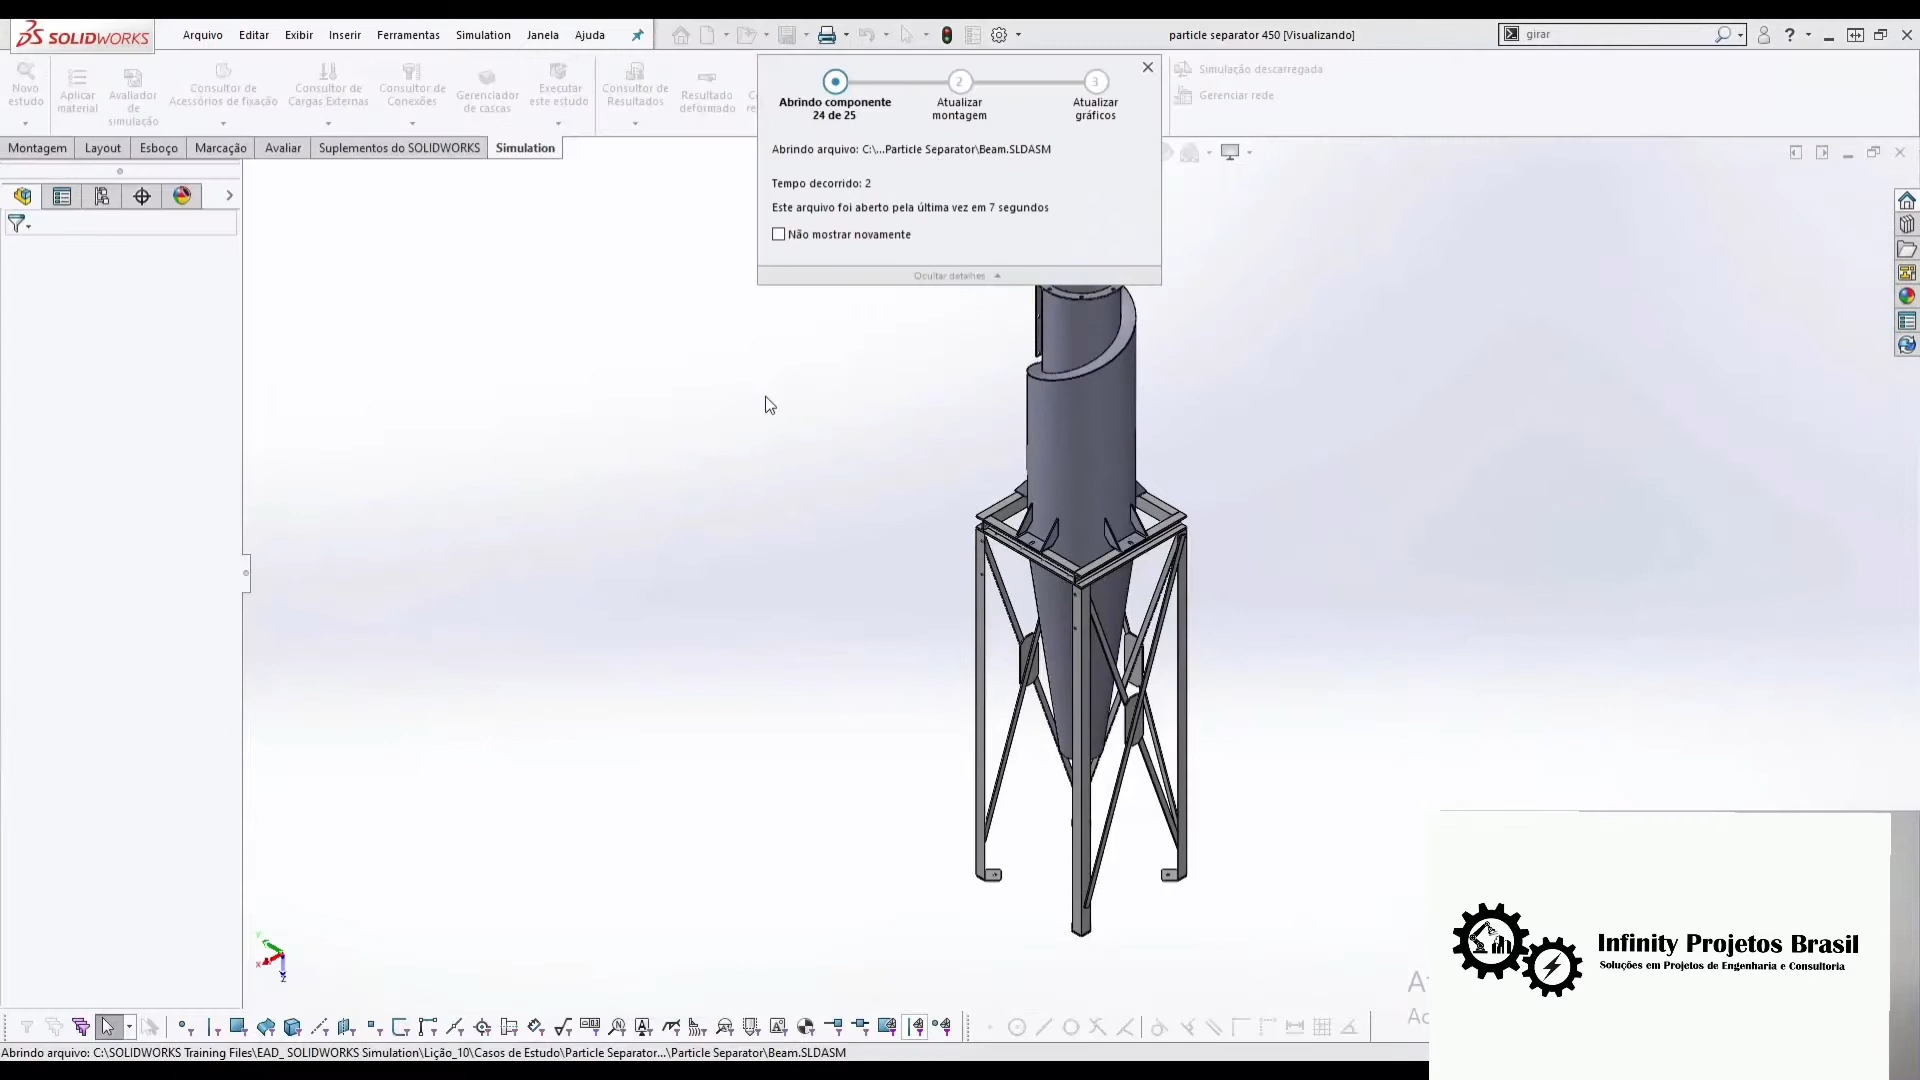 SOLIDWORKS
Arquivo Editar Exibir Inserir Ferramentas Simulation Janela Ajuda
particle separator 450 [Visualizando]
girar
Novo estudo
Aplicar material
Avaliador de simulação
Consultor de Acessórios de fixação
Consultor de Cargas Externas
Consultor de Conexões
Gerenciador de cascas
Executar este estudo
Consultor de Resultados
Resultado deformado
Simulação descarregada
Gerenciar rede
1
2
3
Abrindo componente
24 de 25
Atualizar
montagem
Atualizar
gráficos
Abrindo arquivo: C:\...Particle Separator\Beam.SLDASM
Tempo decorrido: 2
Este arquivo foi aberto pela última vez em 7 segundos
Não mostrar novamente
Ocultar detalhes
Montagem Layout Esboço Marcação Avaliar Suplementos do SOLIDWORKS Simulation
Infinity Projetos Brasil
Soluções em Projetos de Engenharia e Consultoria
Abrindo arquivo: C:\SOLIDWORKS Training Files\EAD_ SOLIDWORKS Simulation\Lição_10\Casos de Estudo\Particle Separator...\Particle Separator\Beam.SLDASM